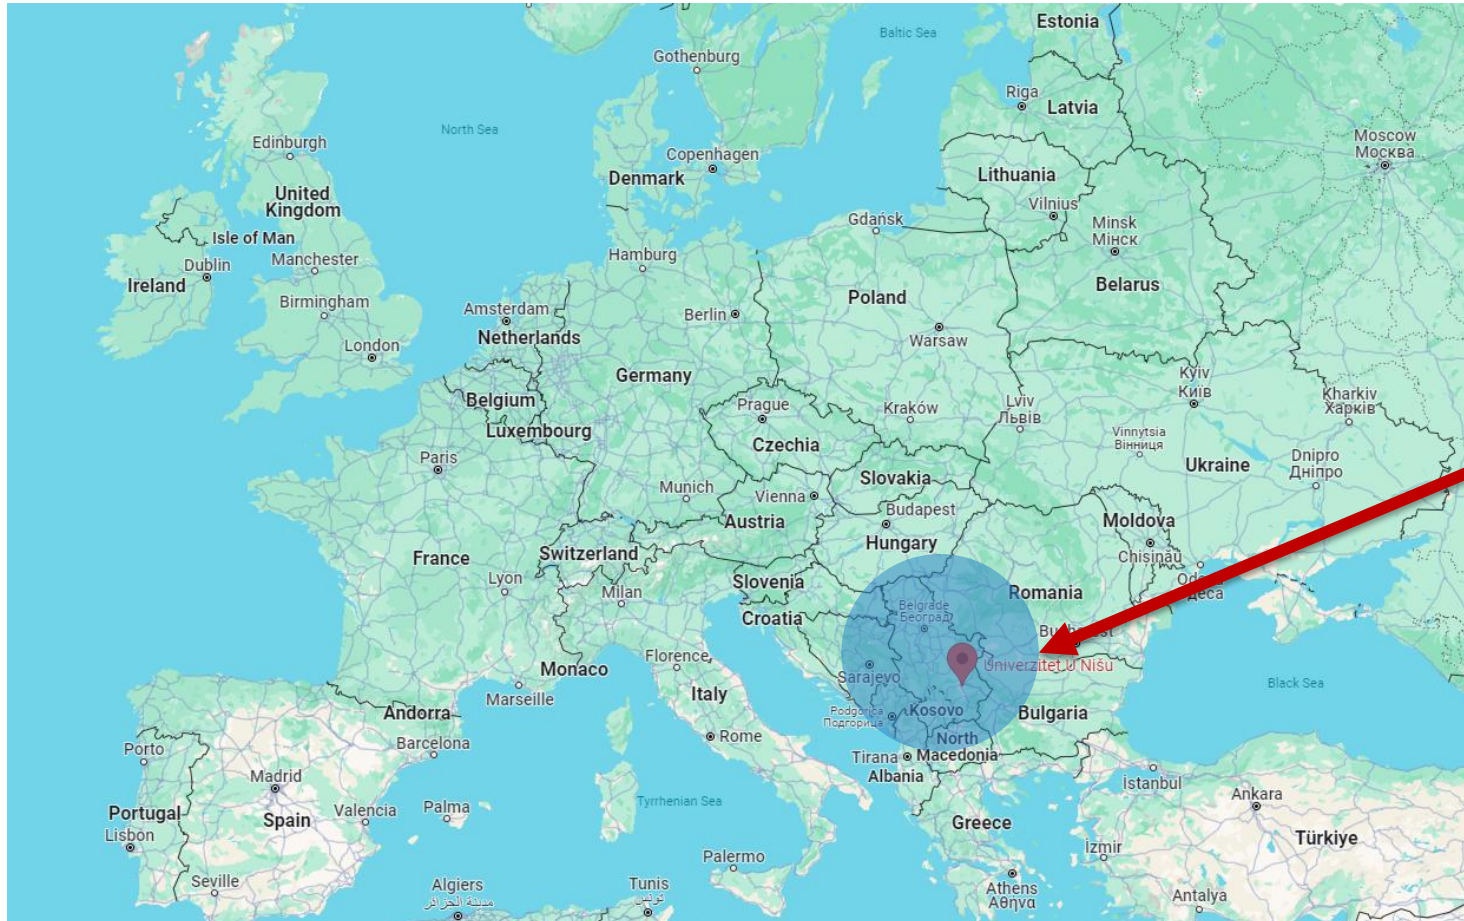 Estonia
Baltic Sea
Gothenburg
Riga
Latvia
North Sea
Moscow
Москва
Edinburgh
Copenhagen
Denmark
Lithuania
United
Kingdom
Vilnius
Gdańsk
Minsk
Мінск
Isle of Man
Dublin
Manchester
Hamburg
Ireland
Belarus
Birmingham
Amsterdam
Berlin
Poland
Netherlands
Warsaw
London
Germany
Kyiv
Київ
Belgium
Prague
Kraków
Lviv
Львів
Kharkiv
Харків
Luxembourg
Czechia
Vinnytsia
Вінниця
Paris
Dnipro
Дніпро
Ukraine
Slovakia
Munich
Vienna
Budapest
Austria
Moldova
Hungary
Chișinău
France
Switzerland
Lyon
Slovenia
Milan
Romania
Belgrade
Београд
Croatia
Florence
Monaco
Univerzitet U Nišu
Sarajevo
Black Sea
Marseille
Italy
Andorra
Podgorica
Подгорица
Kosovo
Bulgaria
Porto
Barcelona
Rome
North
Macedonia
Tirana
Albania
Madrid
İstanbul
Ankara
Portugal
Valencia
Palma
Tyrrhenian Sea
Spain
Greece
Lisbon
Türkiye
İzmir
Palermo
Seville
Algiers
مدينة الجزائر
Tunis
تونس
Athens
Αθήνα
Antalya